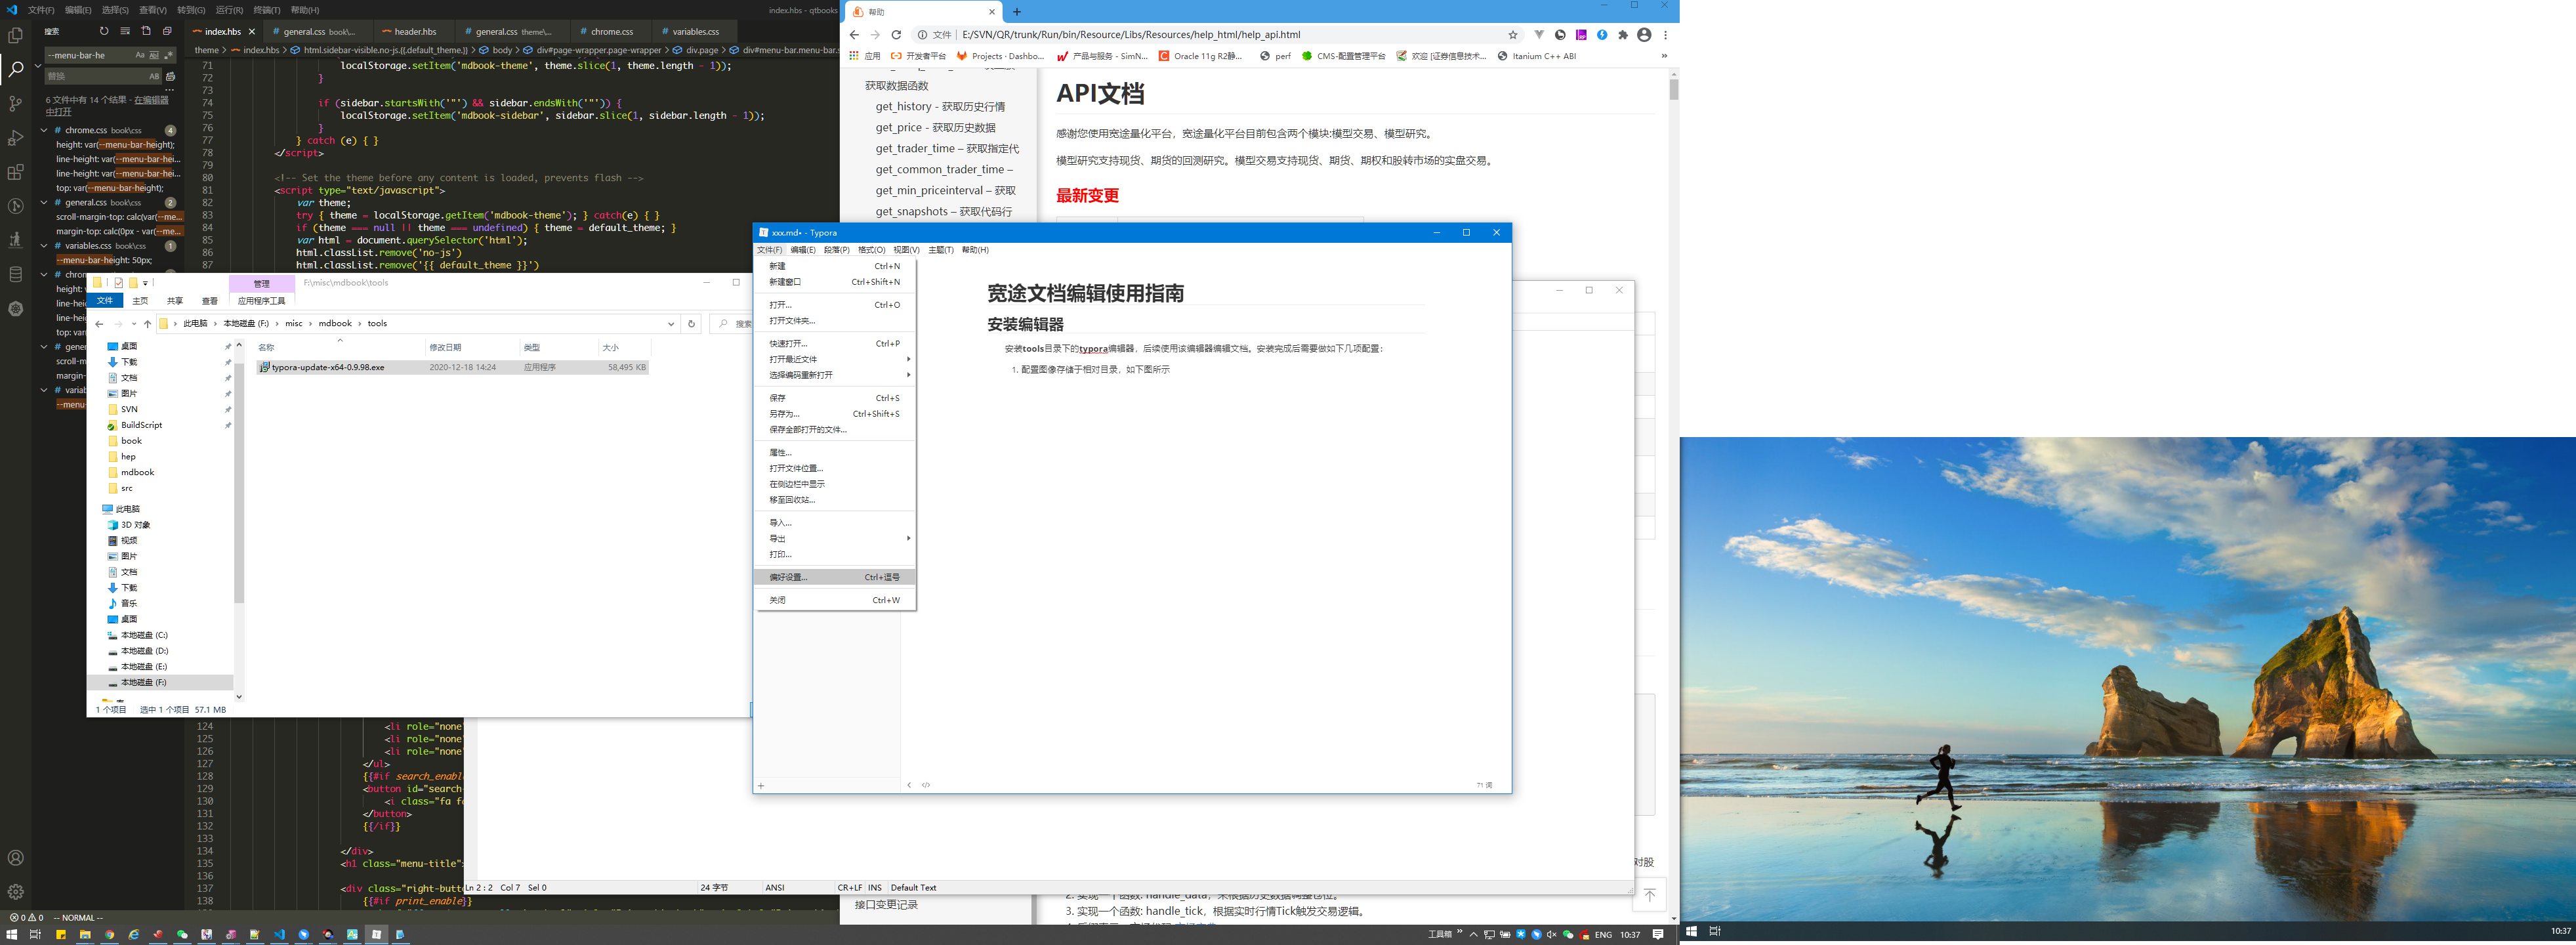 文件(F) 编辑(E) 选择(S) 查看(V) 转到(G) 运行(R) 终端(T) 帮助(H)
index.hbs - qtbooks
搜索
--menu-bar-he
替换
6 文件中有 14 个结果 - 在编辑器中打开
chrome.css book\css 4
height: var(--menu-bar-height);
line-height: var(--menu-bar-hei...
line-height: var(--menu-bar-hei...
top: var(--menu-bar-height);
general.css book\css 2
scroll-margin-top: calc(var(--me...
margin-top: calc(0px - var(--me...
variables.css book\css 1
--menu-bar-height: 50px;
index.hbs general.css book\... header.hbs general.css theme\... chrome.css variables.css
theme > index.hbs > html.sidebar-visible.no-js.{{.default_theme.}} > body > div#page-wrapper.page-wrapper > div.page > div#menu-bar.menu-bar.s
71 localStorage.setItem('mdbook-theme', theme.slice(1, theme.length - 1));
72 }
73
74 if (sidebar.startsWith('"') && sidebar.endsWith('"')) {
75 localStorage.setItem('mdbook-sidebar', sidebar.slice(1, sidebar.length - 1));
76 }
77 } catch (e) { }
78 </script>
79
80 <!-- Set the theme before any content is loaded, prevents flash -->
81 <script type="text/javascript">
82 var theme;
83 try { theme = localStorage.getItem('mdbook-theme'); } catch(e) { }
84 if (theme === null || theme === undefined) { theme = default_theme; }
85 var html = document.querySelector('html');
86 html.classList.remove('no-js')
87 html.classList.remove('{{ default_theme }}')
管理 F:\misc\mdbook\tools
文件 主页 共享 查看 应用程序工具
此电脑 > 本地磁盘 (F:) > misc > mdbook > tools
搜索
名称 修改日期 类型 大小
typora-update-x64-0.9.98.exe 2020-12-18 14:24 应用程序 58,495 KB
桌面
下载
文档
图片
SVN
BuildScript
book
hep
mdbook
src
此电脑
3D 对象
视频
图片
文档
下载
音乐
桌面
本地磁盘 (C:)
本地磁盘 (D:)
本地磁盘 (E:)
本地磁盘 (F:)
1 个项目 选中 1 个项目 57.1 MB
124 <li role="none"
125 <li role="none"
126 <li role="none"
127 </ul>
128 {{#if search_enabl
129 <button id="search-
130 <i class="fa fa
131 </button>
132 {{/if}}
133
134 </div>
135 <h1 class="menu-title"
136
137 <div class="right-butt
138 {{#if print_enable}}
0 0 -- NORMAL --
Ln 2 : 2 Col 7 Sel 0 24 字节 ANSI CR+LF INS Default Text
帮助
文件 E:/SVN/QR/trunk/Run/bin/Resource/Libs/Resources/help_html/help_api.html
应用 开发者平台 Projects · Dashbo... 产品与服务 - SimN... Oracle 11g R2静... perf CMS-配置管理平台 欢迎 [证券信息技术... Itanium C++ ABI
获取数据函数
get_history - 获取历史行情
get_price - 获取历史数据
get_trader_time – 获取指定代
get_common_trader_time –
get_min_priceinterval – 获取
get_snapshots – 获取代码行
API文档
感谢您使用宽途量化平台，宽途量化平台目前包含两个模块:模型交易、模型研究。
模型研究支持现货、期货的回测研究。模型交易支持现货、期货、期权和股转市场的实盘交易。
最新变更
xxx.md• - Typora
文件(F) 编辑(E) 段落(P) 格式(O) 视图(V) 主题(T) 帮助(H)
新建 Ctrl+N
新建窗口 Ctrl+Shift+N
打开... Ctrl+O
打开文件夹...
快速打开... Ctrl+P
打开最近文件
选择编码重新打开
保存 Ctrl+S
另存为... Ctrl+Shift+S
保存全部打开的文件...
属性...
打开文件位置...
在侧边栏中显示
移至回收站...
导入...
导出
打印...
偏好设置... Ctrl+逗号
关闭 Ctrl+W
宽途文档编辑使用指南
安装编辑器
安装tools目录下的typora编辑器，后续使用该编辑器编辑文档。安装完成后需要做如下几项配置：
1. 配置图像存储于相对目录，如下图所示
71 词
对股
2. 实现一个函数: handle_data，来根据历史数据调整仓位。
3. 实现一个函数: handle_tick，根据实时行情Tick触发交易逻辑。
接口变更记录
工具箱 ENG 10:37
10:37